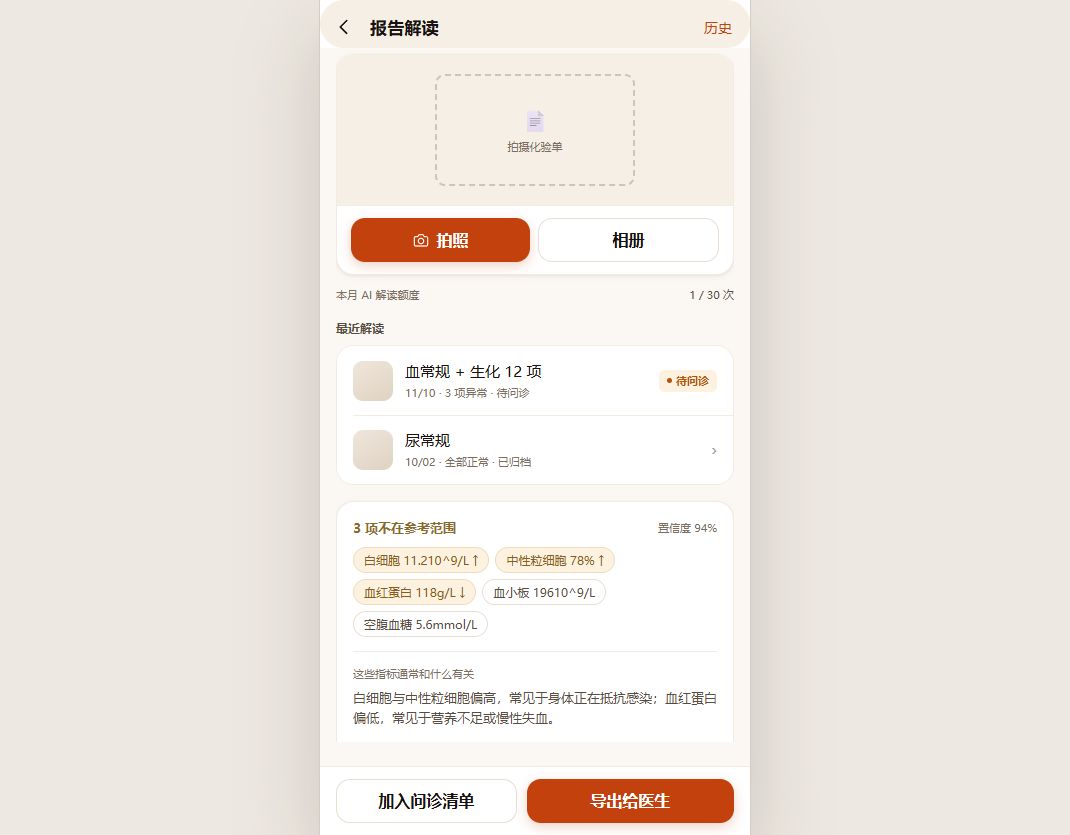 报告解读
历史
拍摄化验单
拍照
相册
本月 AI 解读额度
1 / 30 次
最近解读
血常规 + 生化 12 项
11/10 · 3 项异常 · 待问诊
待问诊
尿常规
10/02 · 全部正常 · 已归档
3 项不在参考范围
置信度 94%
白细胞 11.210^9/L↑
中性粒细胞 78%↑
血红蛋白 118g/L↓
血小板 19610^9/L
空腹血糖 5.6mmol/L
这些指标通常和什么有关
白细胞与中性粒细胞偏高，常见于身体正在抵抗感染；血红蛋白
偏低，常见于营养不足或慢性失血。
加入问诊清单
导出给医生